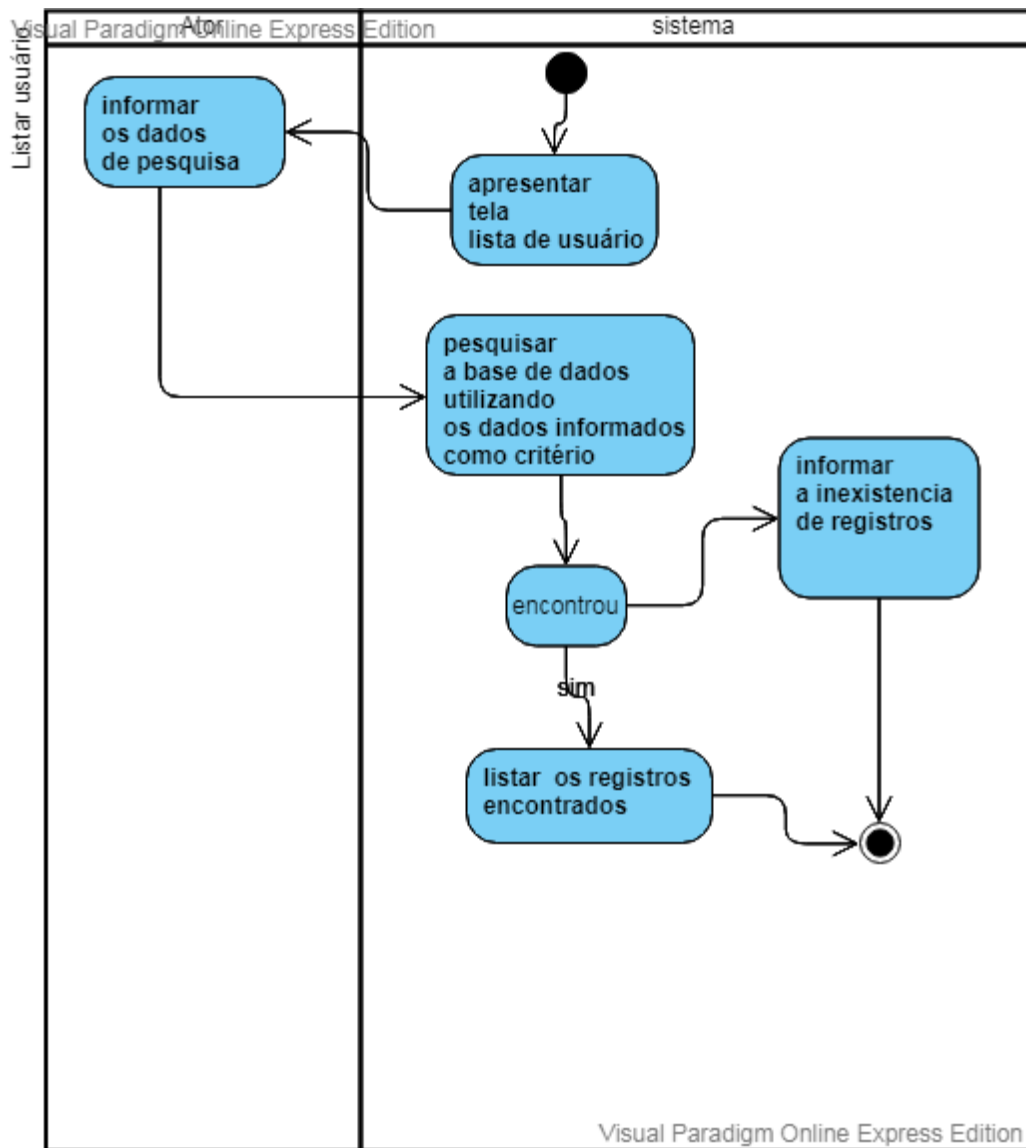 Visual Paradigm Online Express Edition
Ator
sistema
Listar usuário
informar
os dados
de pesquisa
apresentar
tela
lista de usuário
pesquisar
a base de dados
utilizando
os dados informados
como critério
informar
a inexistencia
de registros
encontrou
sim
listar os registros
encontrados
Visual Paradigm Online Express Edition